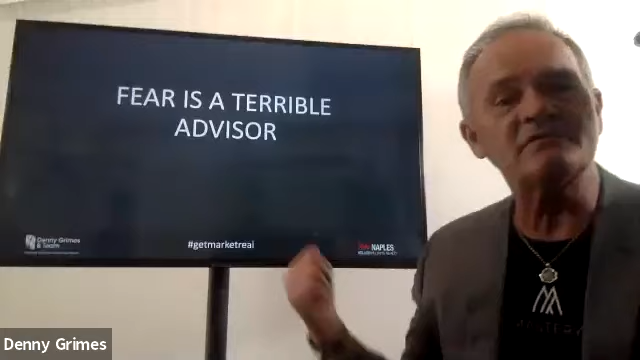 FEAR IS A TERRIBLE
ADVISOR
Denny Grimes
& Team
#getmarketreal
NAPLES
Denny Grimes